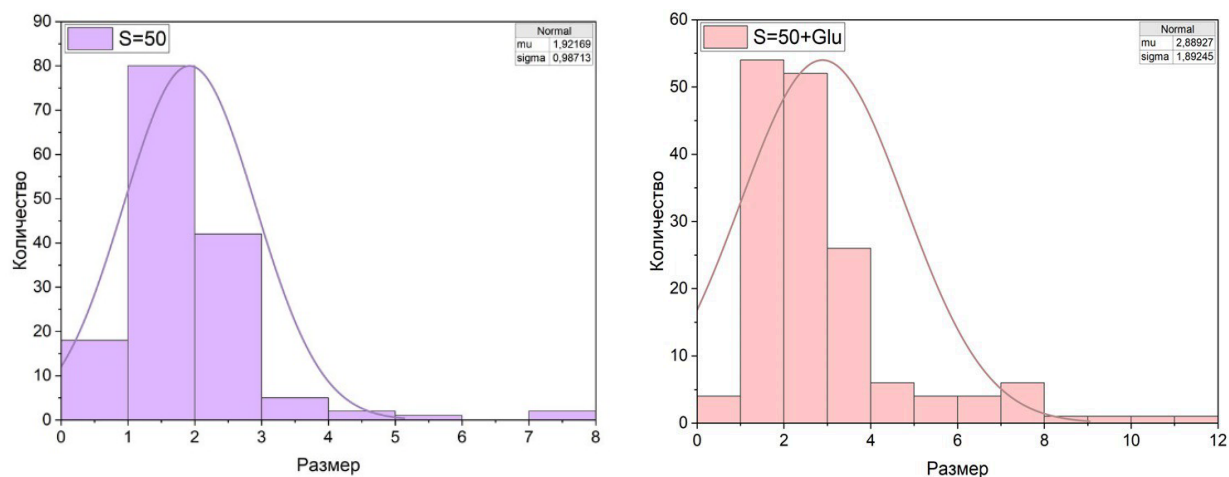 S=50
Normal
mu 1,92169
sigma 0,98713
Количество
90
80
70
60
50
40
30
20
10
0
0 1 2 3 4 5 6 7 8
Размер
S=50+Glu
Normal
mu 2,88927
sigma 1,89245
Количество
60
50
40
30
20
10
0
0 2 4 6 8 10 12
Размер